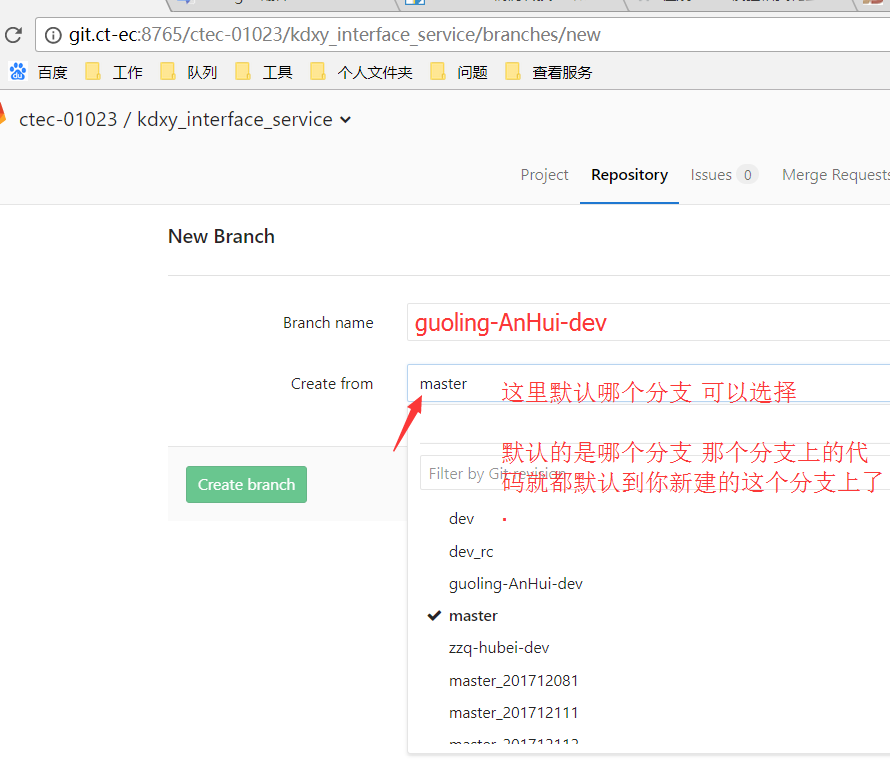 git.ct-ec:8765/ctec-01023/kdxy_interface_service/branches/new
百度 工作 队列 工具 个人文件夹 问题 查看服务
ctec-01023 / kdxy_interface_service
Project Repository Issues 0 Merge Requests
New Branch
Branch name guoling-AnHui-dev
Create from master 这里默认哪个分支 可以选择
默认的是哪个分支 那个分支上的代
Filter by Git revision
码就都默认到你新建的这个分支上了
Create branch
dev
dev_rc
guoling-AnHui-dev
master
zzq-hubei-dev
master_201712081
master_201712111